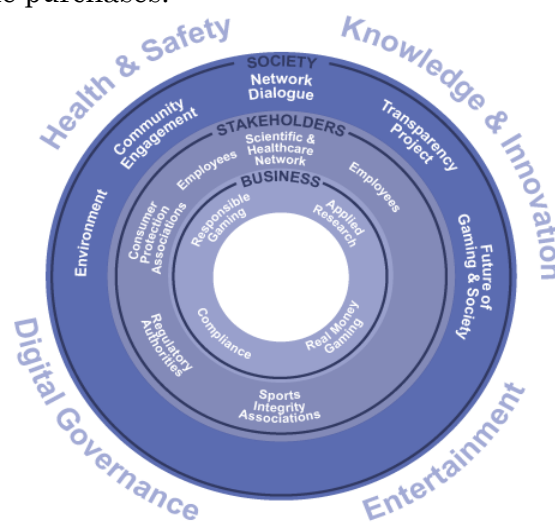 purchases.
Health & Safety
Knowledge & Innovation
SOCIETY
Network
Dialogue
Community
Engagement
Transparency
Project
STAKEHOLDERS
Scientific &
Healthcare
Network
Employees
Employees
BUSINESS
Environment
Consumer
Protection
Associations
Responsible
Gaming
Applied
Research
Future of
Gaming & Society
Regulatory
Authorities
Compliance
Real Money
Gaming
Sports
Integrity
Associations
Digital Governance
Entertainment